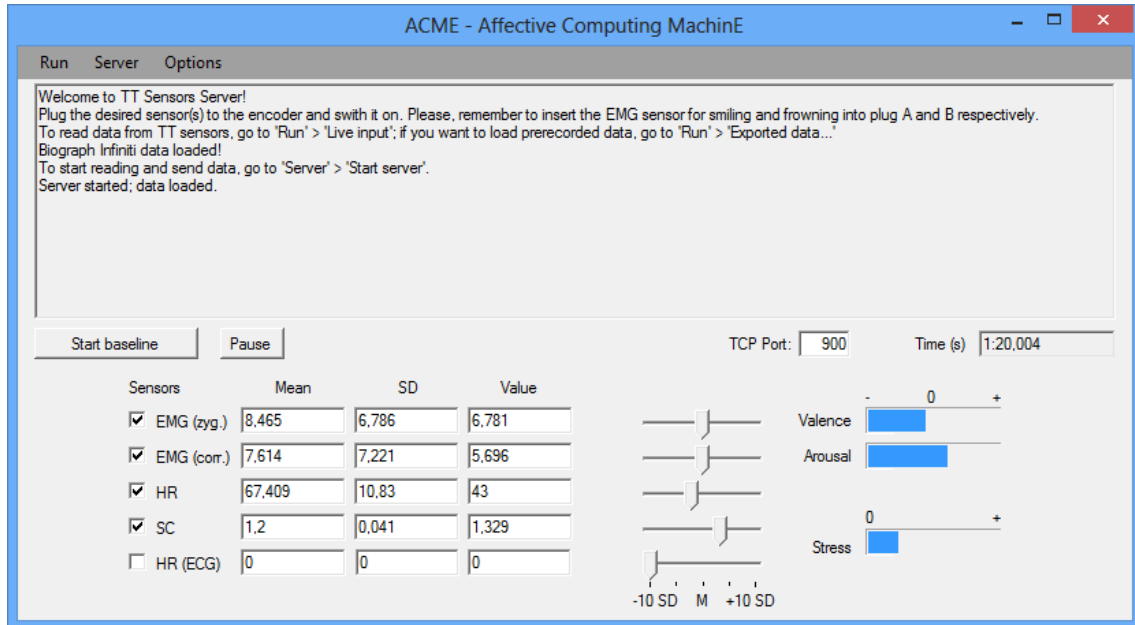 ACME - Affective Computing MachinE
Run Server Options
Welcome to TT Sensors Server!
Plug the desired sensor(s) to the encoder and swith it on. Please, remember to insert the EMG sensor for smiling and frowning into plug A and B respectively.
To read data from TT sensors, go to 'Run' > 'Live input'; if you want to load prerecorded data, go to 'Run' > 'Exported data...'
Biograph Infiniti data loaded!
To start reading and send data, go to 'Server' > 'Start server'.
Server started; data loaded.
Start baseline Pause TCP Port: 900 Time (s) 1:20,004
Sensors Mean SD Value - 0 +
EMG (zyg.) 8,465 6,786 6,781 Valence
EMG (corr.) 7,614 7,221 5,696 Arousal
HR 67,409 10,83 43
SC 1,2 0,041 1,329 0 +
HR (ECG) 0 0 0 Stress
-10 SD M +10 SD